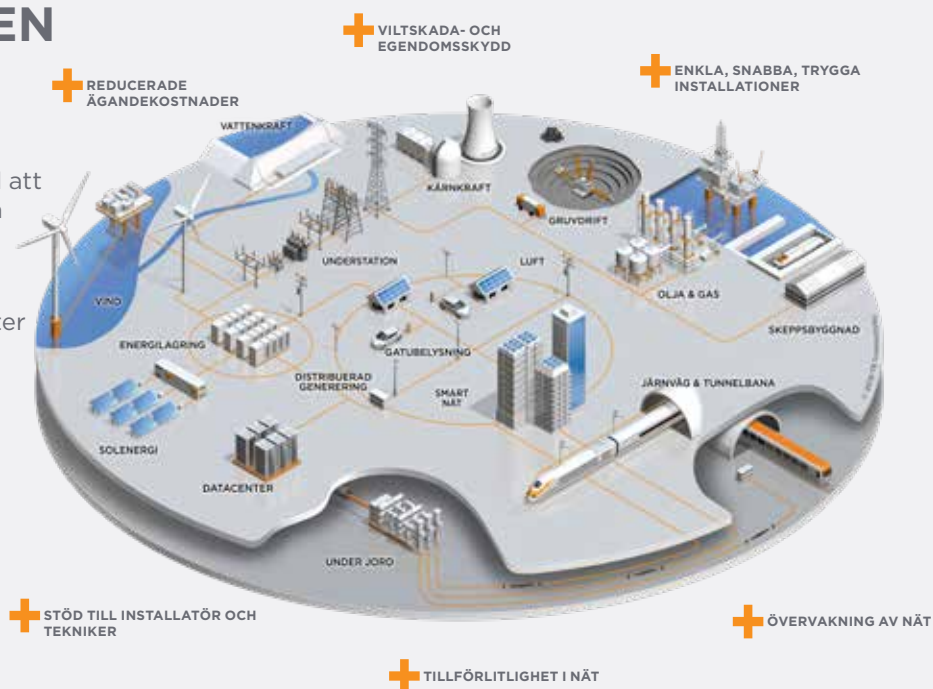 EN
VILTSKADA- OCH
EGENDOMSSKYDD
ENKLA, SNABBA, TRYGGA
INSTALLATIONER
REDUCERADE
ÄGANDEKOSTNADER
att
VATTENKRAFT
KÄRNKRAFT
GRUVDRIFT
UNDERSTATION
LUFT
OLJA & GAS
VIND
ter
SKEPPSBYGGNAD
ENERGILAGRING
GATUBELYSNING
DISTRIBUERAD
GENERERING
SMART
NÄT
JÄRNVÄG & TUNNELBANA
SOLENERGI
DATACENTER
UNDER JORD
STÖD TILL INSTALLATÖR OCH
TEKNIKER
ÖVERVAKNING AV NÄT
TILLFÖRLITLIGHET I NÄT